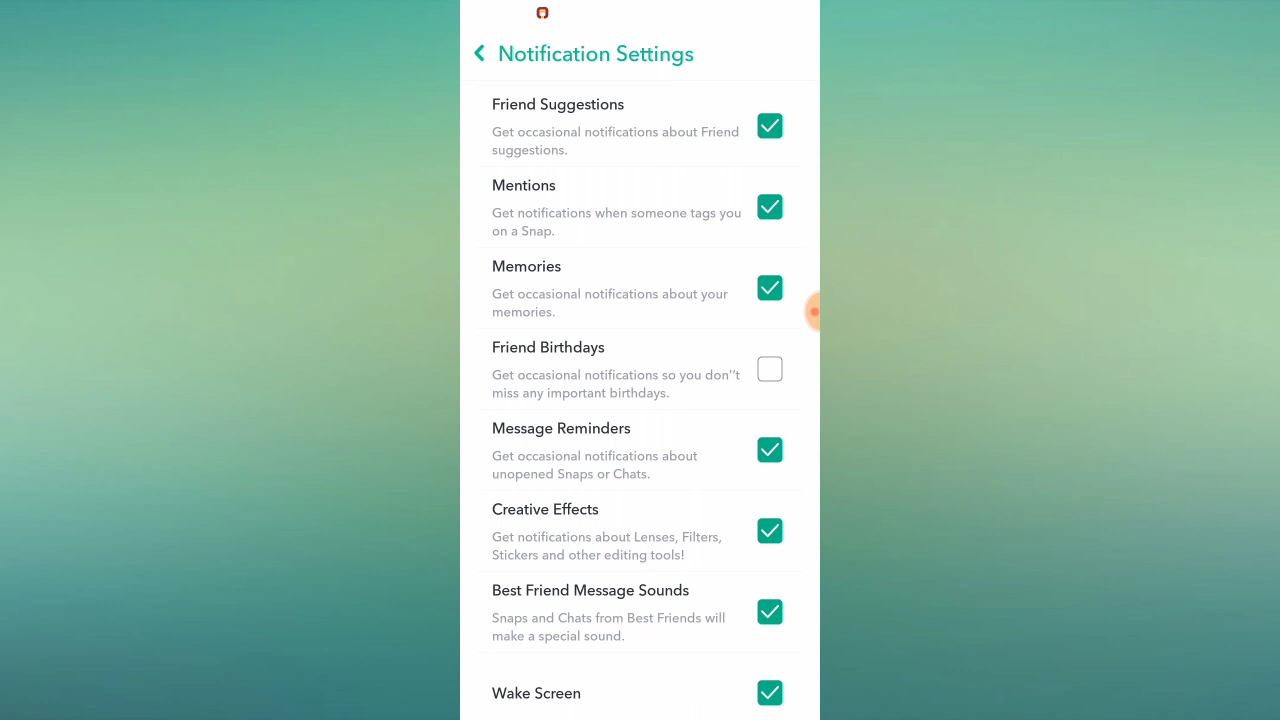 Notification Settings
Friend Suggestions
Get occasional notifications about Friend
suggestions.
Mentions
Get notifications when someone tags you
on a Snap.
Memories
Get occasional notifications about your
memories.
Friend Birthdays
Get occasional notifications so you don''t
miss any important birthdays.
Message Reminders
Get occasional notifications about
unopened Snaps or Chats.
Creative Effects
Get notifications about Lenses, Filters,
Stickers and other editing tools!
Best Friend Message Sounds
Snaps and Chats from Best Friends will
make a special sound.
Wake Screen